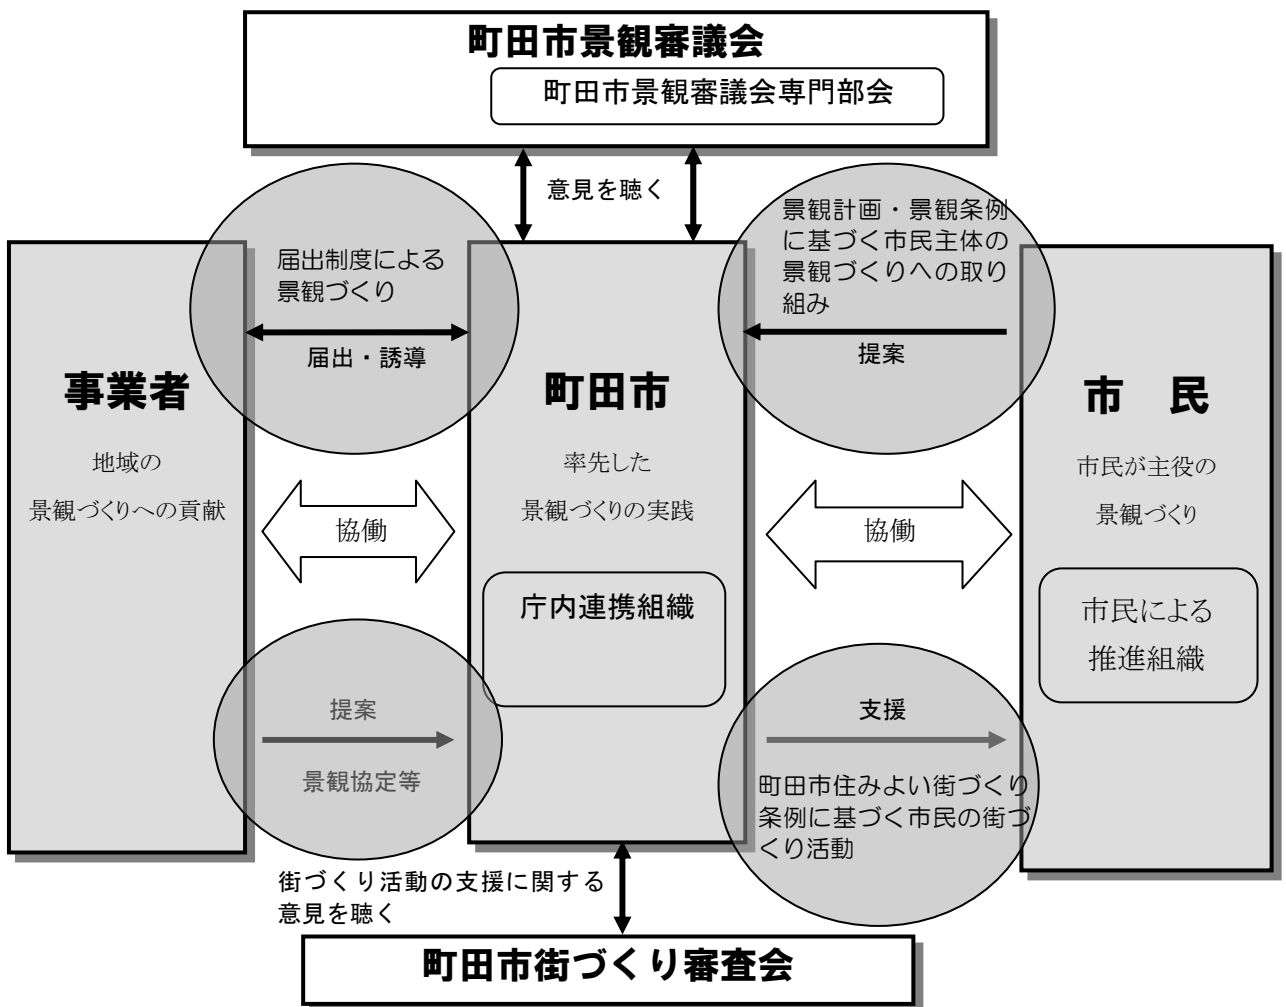 町田市景観審議会
町田市景観審議会専門部会
意見を聴く
届出制度による
景観づくり
届出・誘導
景観計画・景観条例
に基づく市民主体の
景観づくりへの取り
組み
提案
事業者
地域の
景観づくりへの貢献
町田市
率先した
景観づくりの実践
市　民
市民が主役の
景観づくり
協働
協働
庁内連携組織
市民による
推進組織
提案
景観協定等
支援
町田市住みよい街づくり
条例に基づく市民の街づ
くり活動
街づくり活動の支援に関する
意見を聴く
町田市街づくり審査会